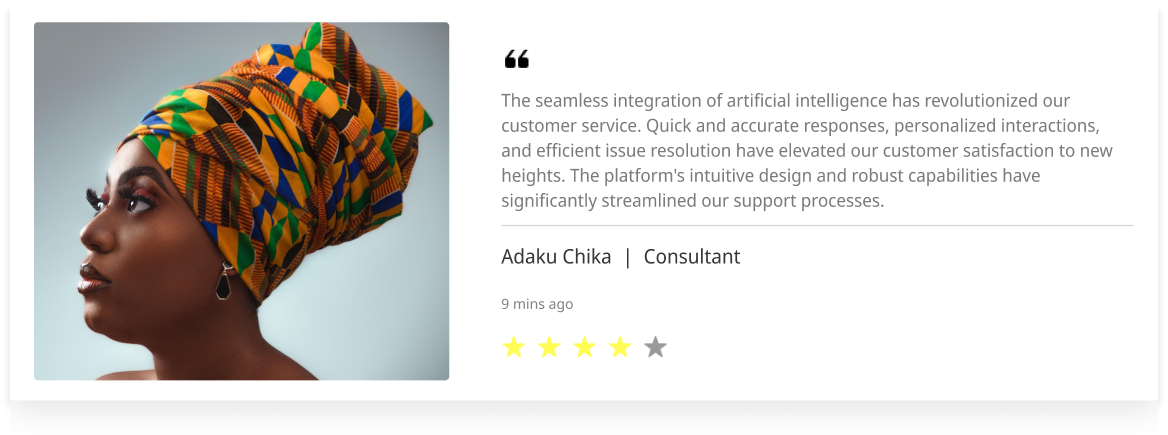 “
The seamless integration of artificial intelligence has revolutionized our
customer service. Quick and accurate responses, personalized interactions,
and efficient issue resolution have elevated our customer satisfaction to new
heights. The platform's intuitive design and robust capabilities have
significantly streamlined our support processes.
Adaku Chika | Consultant
9 mins ago